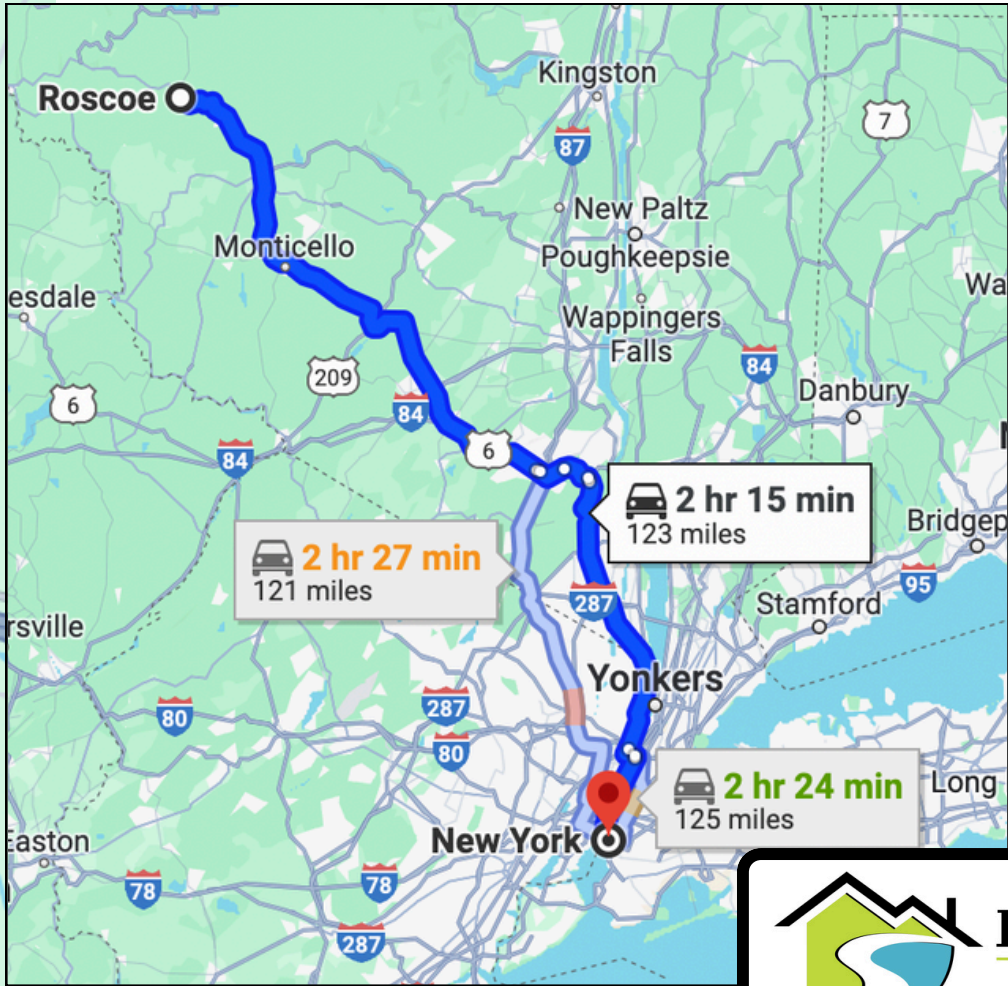 Kingston
Roscoe
7
87
New Paltz
Monticello
Poughkeepsie
esdale
Wa
Wappingers
Falls
209
84
Danbury
6
84
6
84
2 hr 15 min
123 miles
Bridgep
2 hr 27 min
121 miles
95
287
Stamford
rsville
Yonkers
80
287
80
2 hr 24 min
125 miles
Long
New York
Easton
78
78
287